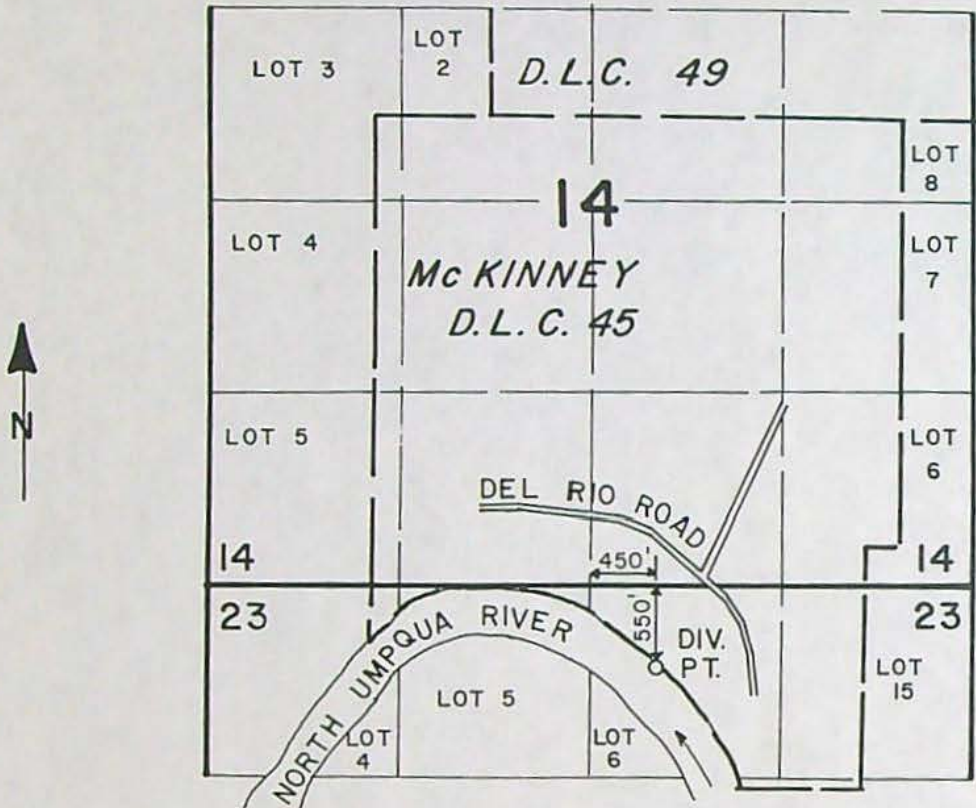 LOT 3
LOT
2
D.L.C. 49
LOT
8
14
LOT 4
LOT
7
Mc KINNEY
D.L.C. 45
N
LOT 5
LOT
6
DEL RIO ROAD
14
450'
14
23
550'
23
NORTH UMPQUA RIVER
DIV.
PT.
LOT
15
LOT 5
LOT
4
LOT
6